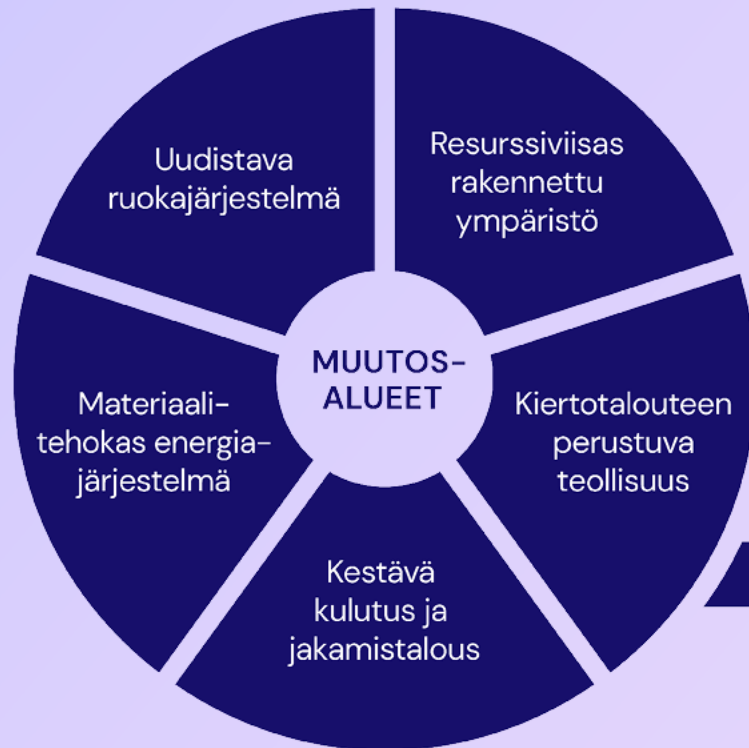 Uudistava
ruokajärjestelmä
Resurssiviisas
rakennettu
ympäristö
MUUTOS-
ALUEET
Materiaali-
tehokas energia-
järjestelmä
Kiertotalouteen
perustuva
teollisuus
Kestävä
kulutus ja
jakamistalous